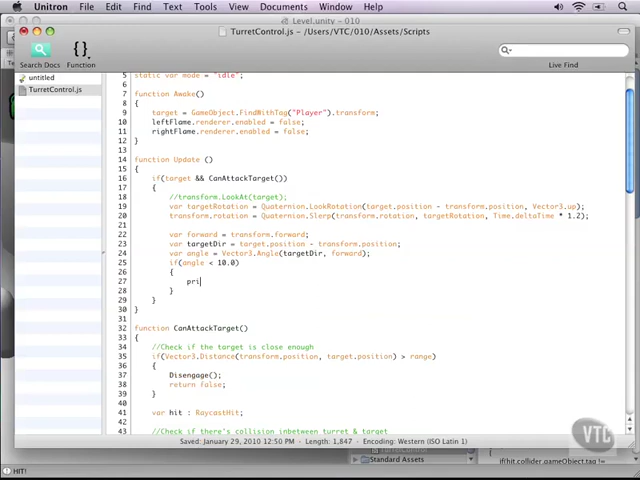 Unitron File Edit Find Text Tools Documents Window Help
Level.unity — 010
TurretControl.js – /Users/VTC/010/Assets/Scripts
Search Docs
Function
Live Find
untitled
TurretControl.js
5 static var mode = "idle";
6
7 function Awake()
8 {
9 target = GameObject.FindWithTag("Player").transform;
10 leftFlame.renderer.enabled = false;
11 rightFlame.renderer.enabled = false;
12 }
13
14 function Update ()
15 {
16 if(target && CanAttackTarget())
17 {
18 //transform.LookAt(target);
19 var targetRotation = Quaternion.LookRotation(target.position - transform.position, Vector3.up);
20 transform.rotation = Quaternion.Slerp(transform.rotation, targetRotation, Time.deltaTime * 1.2);
21
22 var forward = transform.forward;
23 var targetDir = target.position - transform.position;
24 var angle = Vector3.Angle(targetDir, forward);
25 if(angle < 10.0)
26 {
27 pri
28 }
29 }
30 }
31
32 function CanAttackTarget()
33 {
34 //Check if the target is close enough
35 if(Vector3.Distance(transform.position, target.position) > range)
36 {
37 Disengage();
38 return false;
39 }
40
41 var hit : RaycastHit;
42
43 //Check if there's collision inbetween turret & target
Saved: January 29, 2010 12:50 PM • Length: 1,847 • Encoding: Western (ISO Latin 1)
VTC
Standard Assets
if(hit.collider.gameObject.tag !=
HIT!